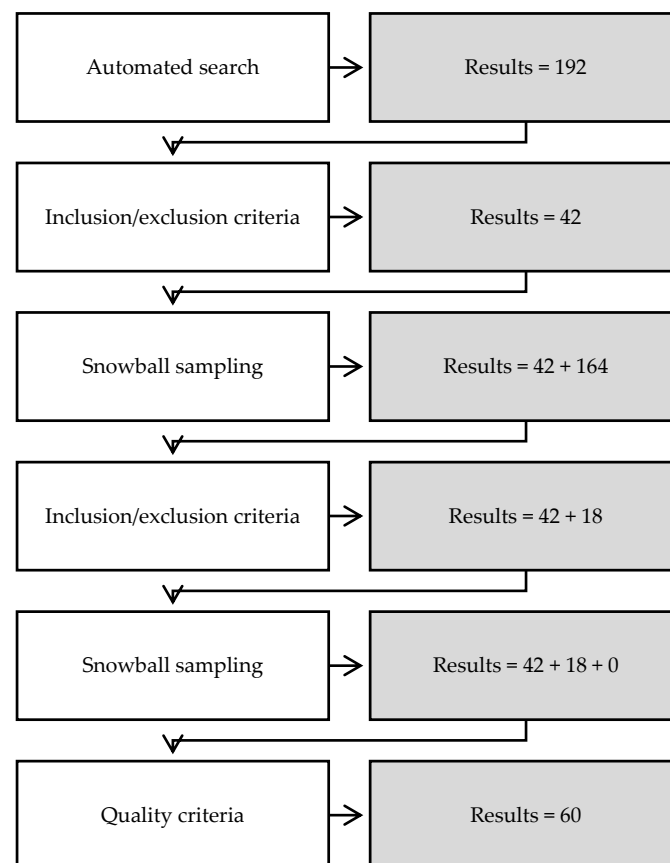 Automated search
Results = 192
Inclusion/exclusion criteria
Results = 42
Snowball sampling
Results = 42 + 164
Inclusion/exclusion criteria
Results = 42 + 18
Snowball sampling
Results = 42 + 18 + 0
Quality criteria
Results = 60